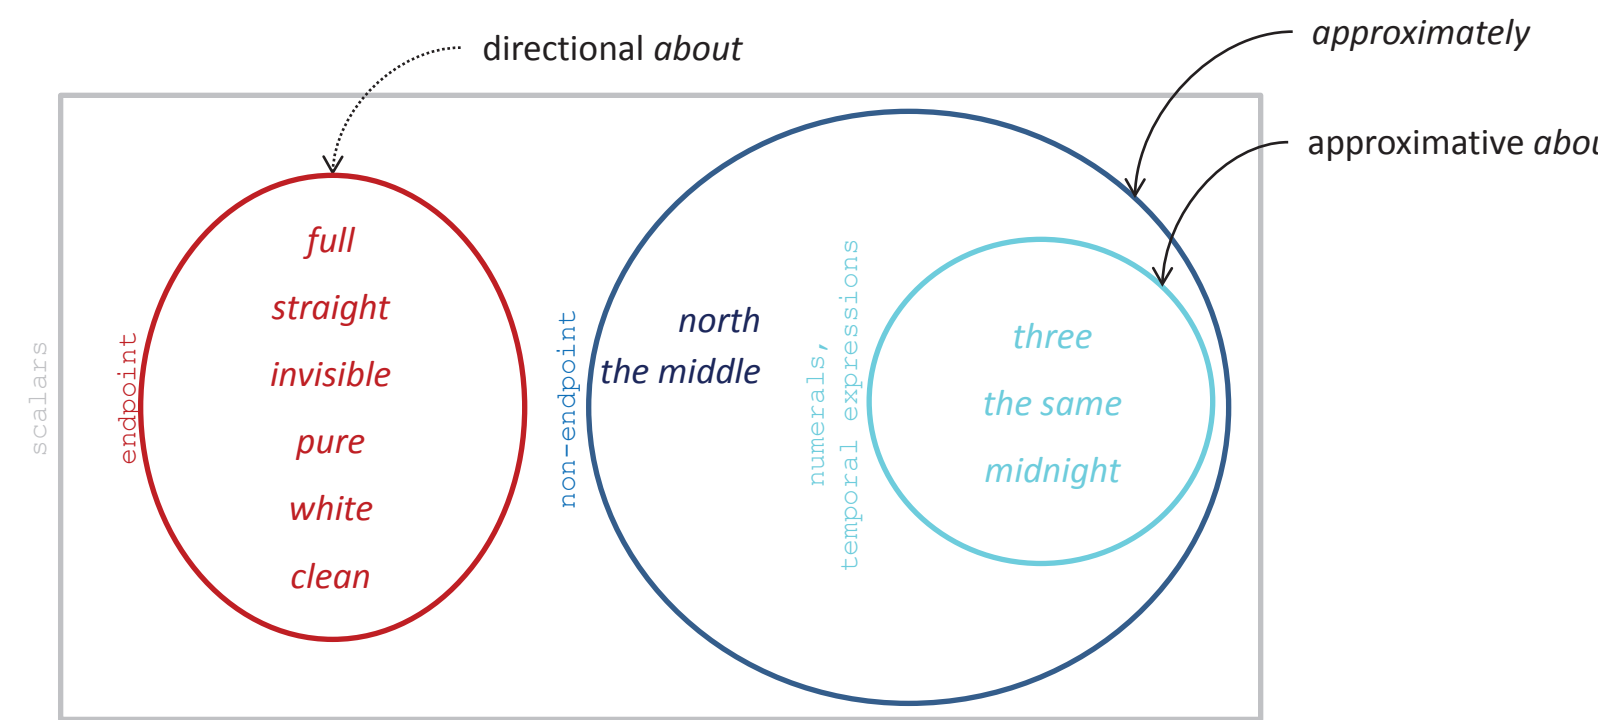 directional about
approximately
approximative abou
scalars
endpoint
full
straight
invisible
pure
white
clean
non-endpoint
north
the middle
numerals,
temporal expressions
three
the same
midnight